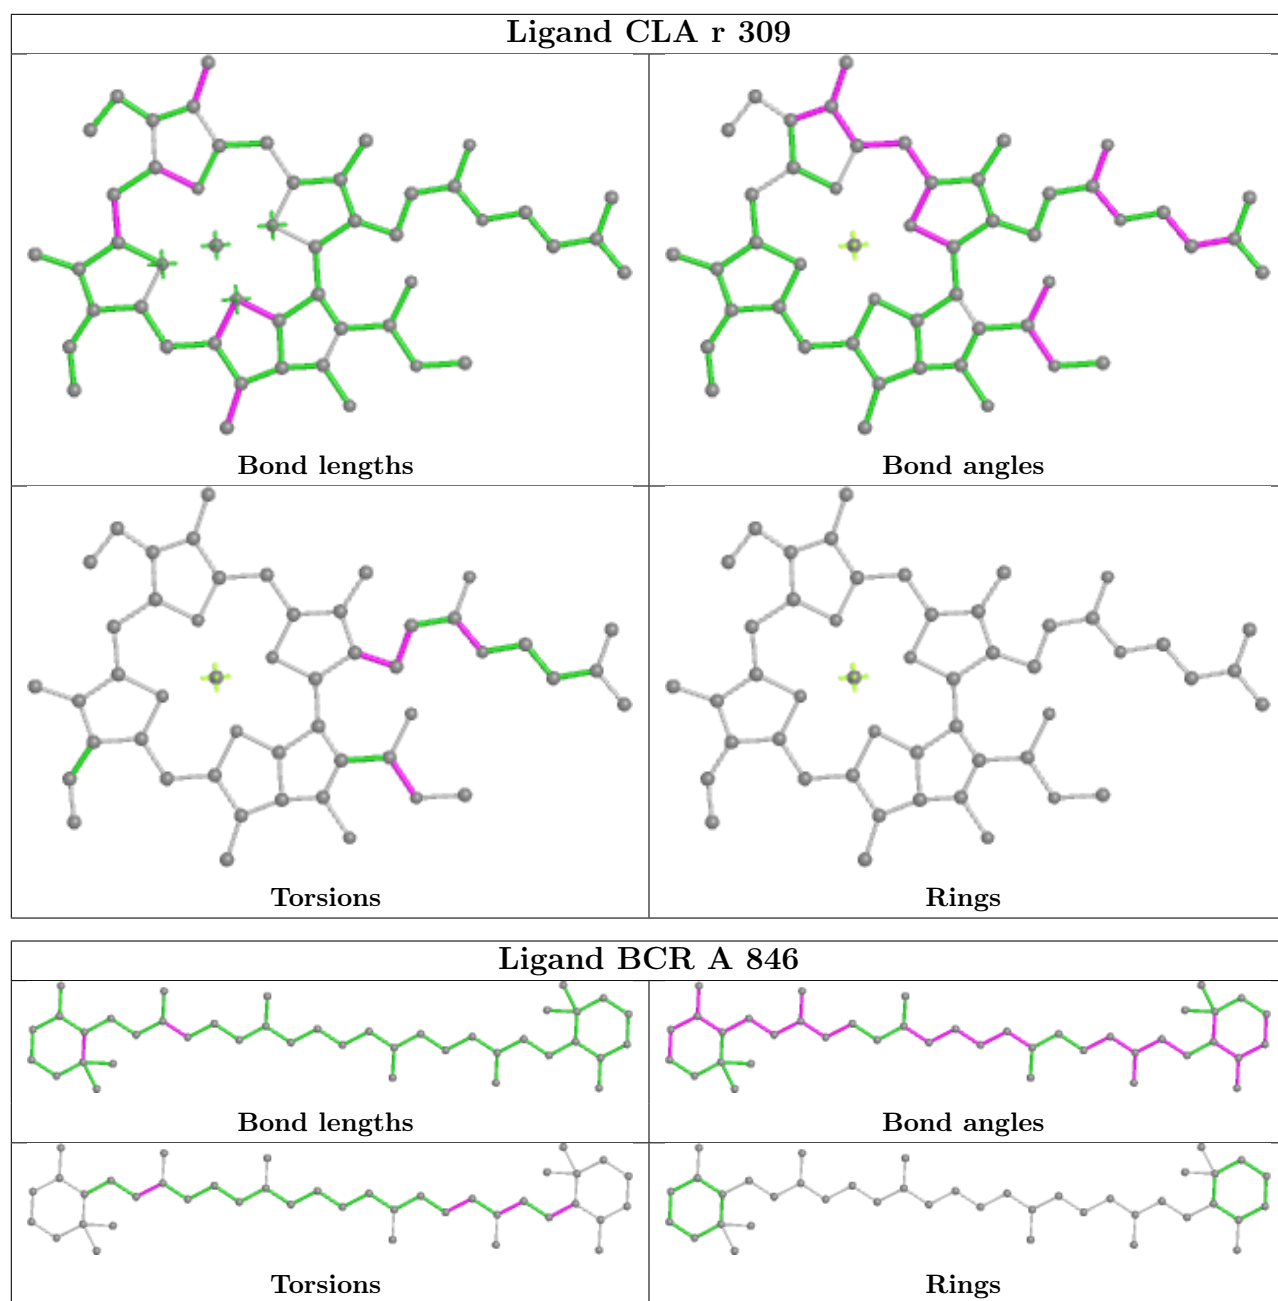 Ligand CLA r 309
Bond lengths
Bond angles
Torsions
Rings
Ligand BCR A 846
Bond lengths
Bond angles
Torsions
Rings